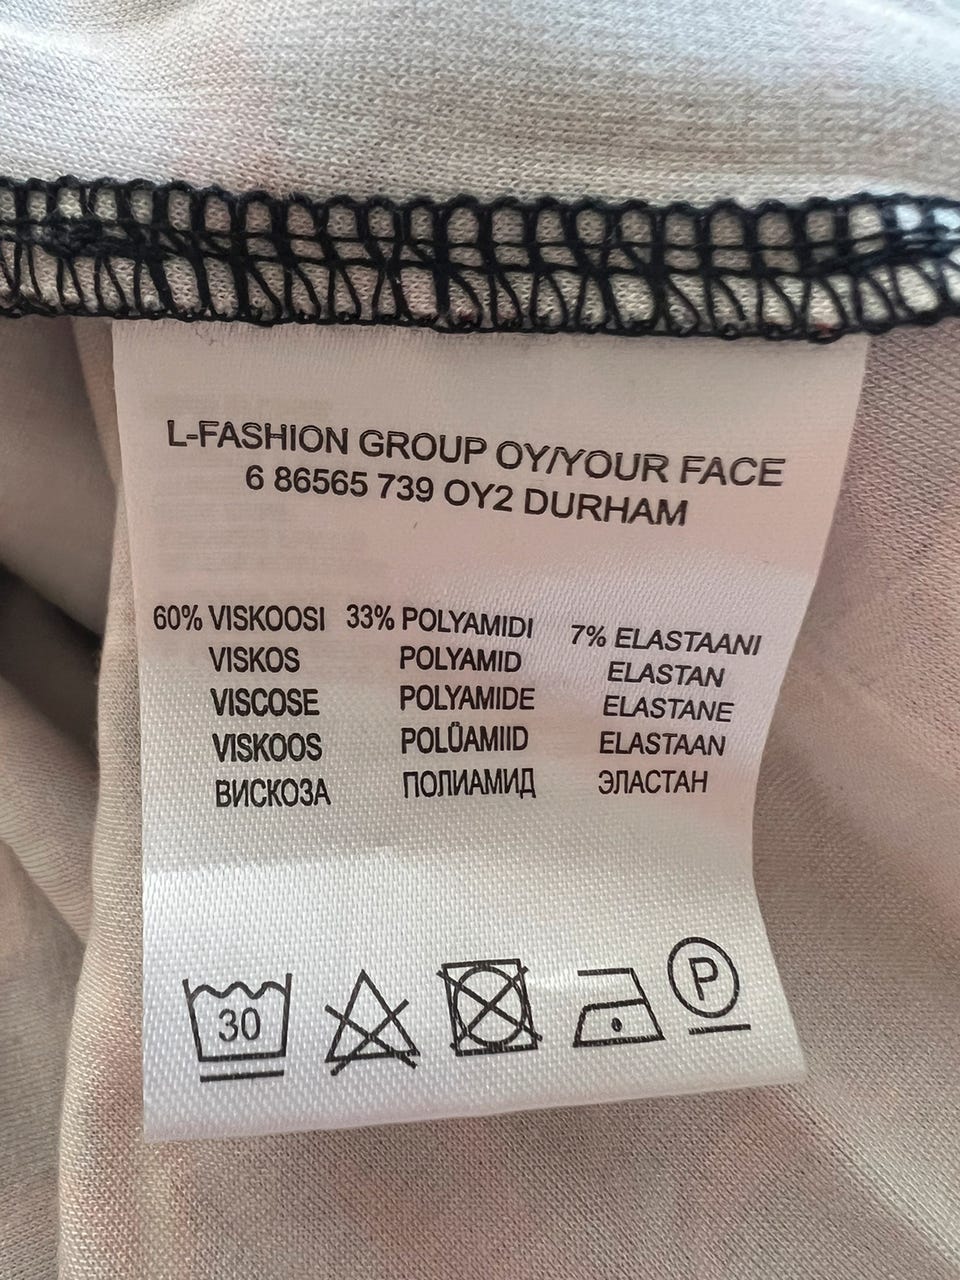 L-FASHION GROUP OY/YOUR FACE
6 86565 739 OY2 DURHAM
60% VISKOOSI 33% POLYAMIDI 7% ELASTAANI
VISKOS POLYAMID ELASTAN
VISCOSE POLYAMIDE ELASTANE
VISKOOS POLÜAMIID ELASTAAN
ВИСКОЗА ПОЛИАМИД ЭЛАСТАН
30 P